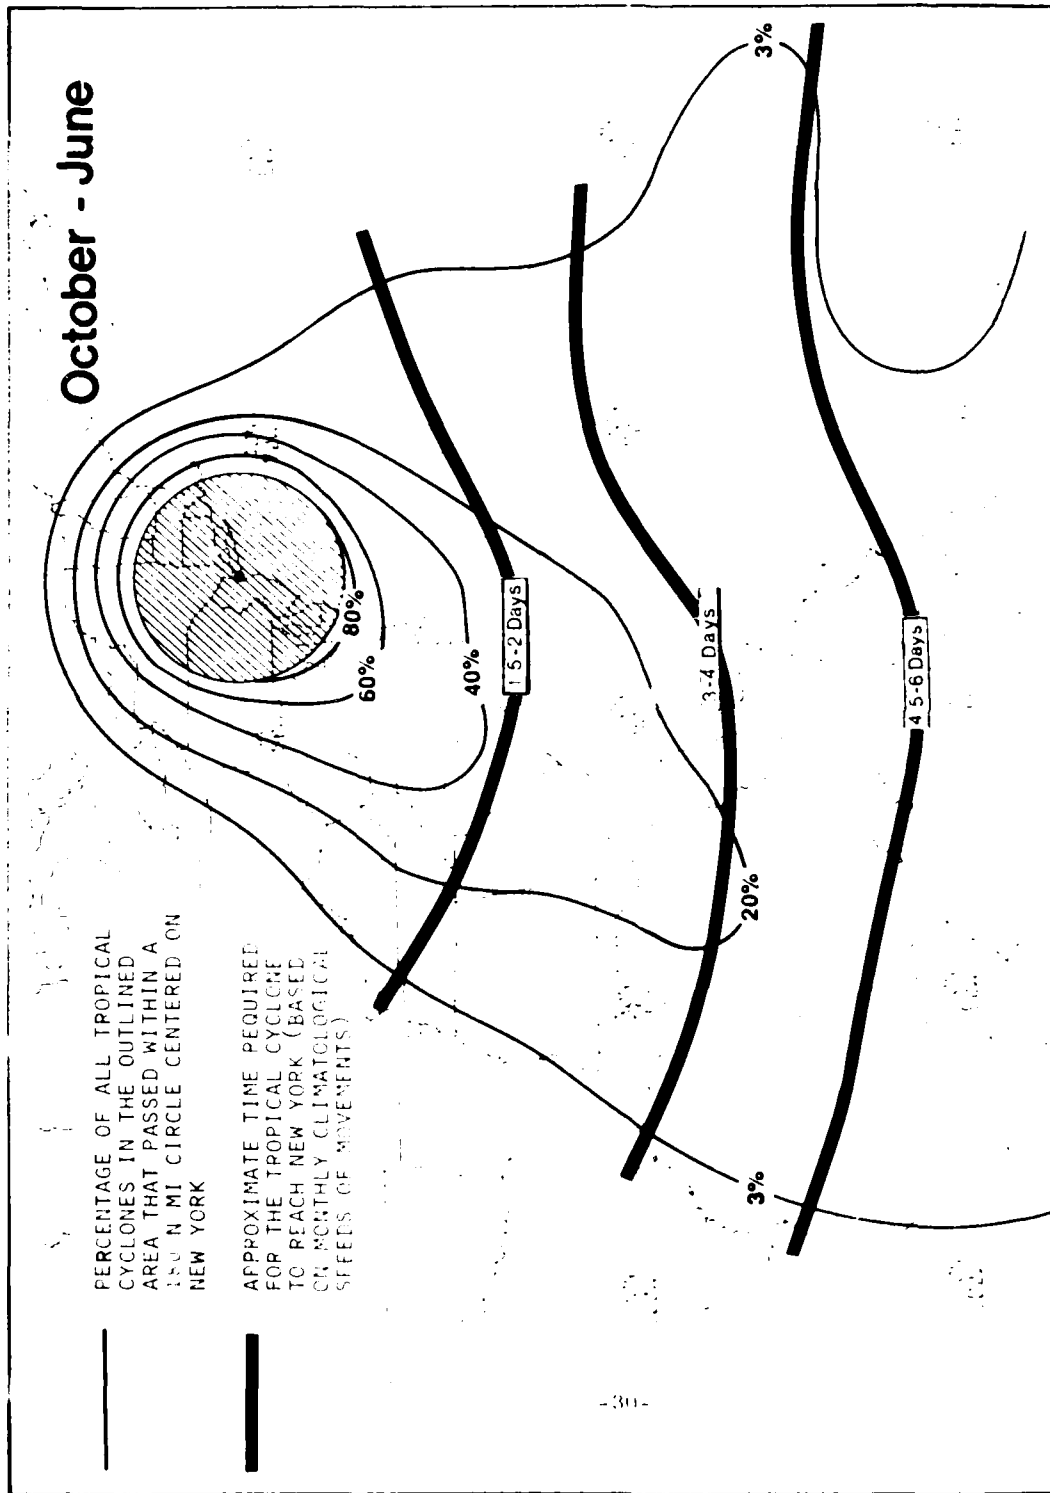 October - June
PERCENTAGE OF ALL TROPICAL
CYCLONES IN THE OUTLINED
AREA THAT PASSED WITHIN A
N MI CIRCLE CENTERED ON
NEW YORK
APPROXIMATE TIME REQUIRED
FOR THE TROPICAL CYCLONE
TO REACH NEW YORK (BASED
ON MONTHLY CLIMATOLOGICAL
SPEEDS OF MOVEMENTS)
80%
60%
40%
20%
3%
3%
1 5-2 Days
3-4 Days
4 5-6 Days
-30-